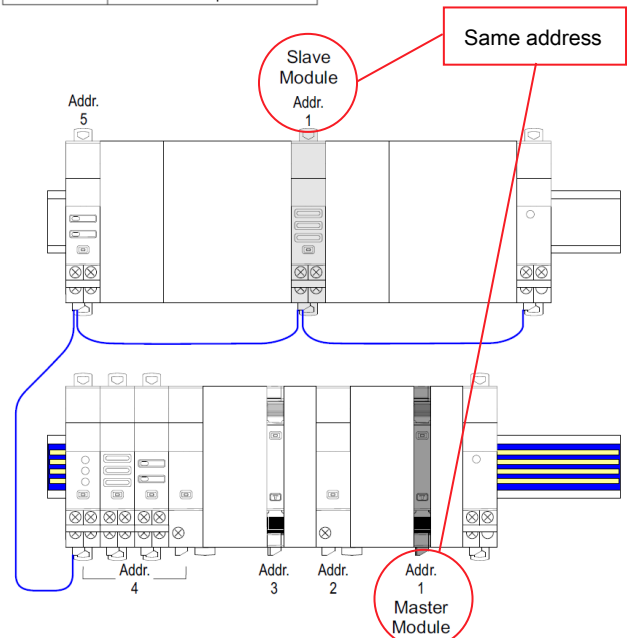 Same address
Slave
Module
Addr.
1
Addr.
5
Addr.
4
Addr.
3
Addr.
2
Addr.
1
Master
Module